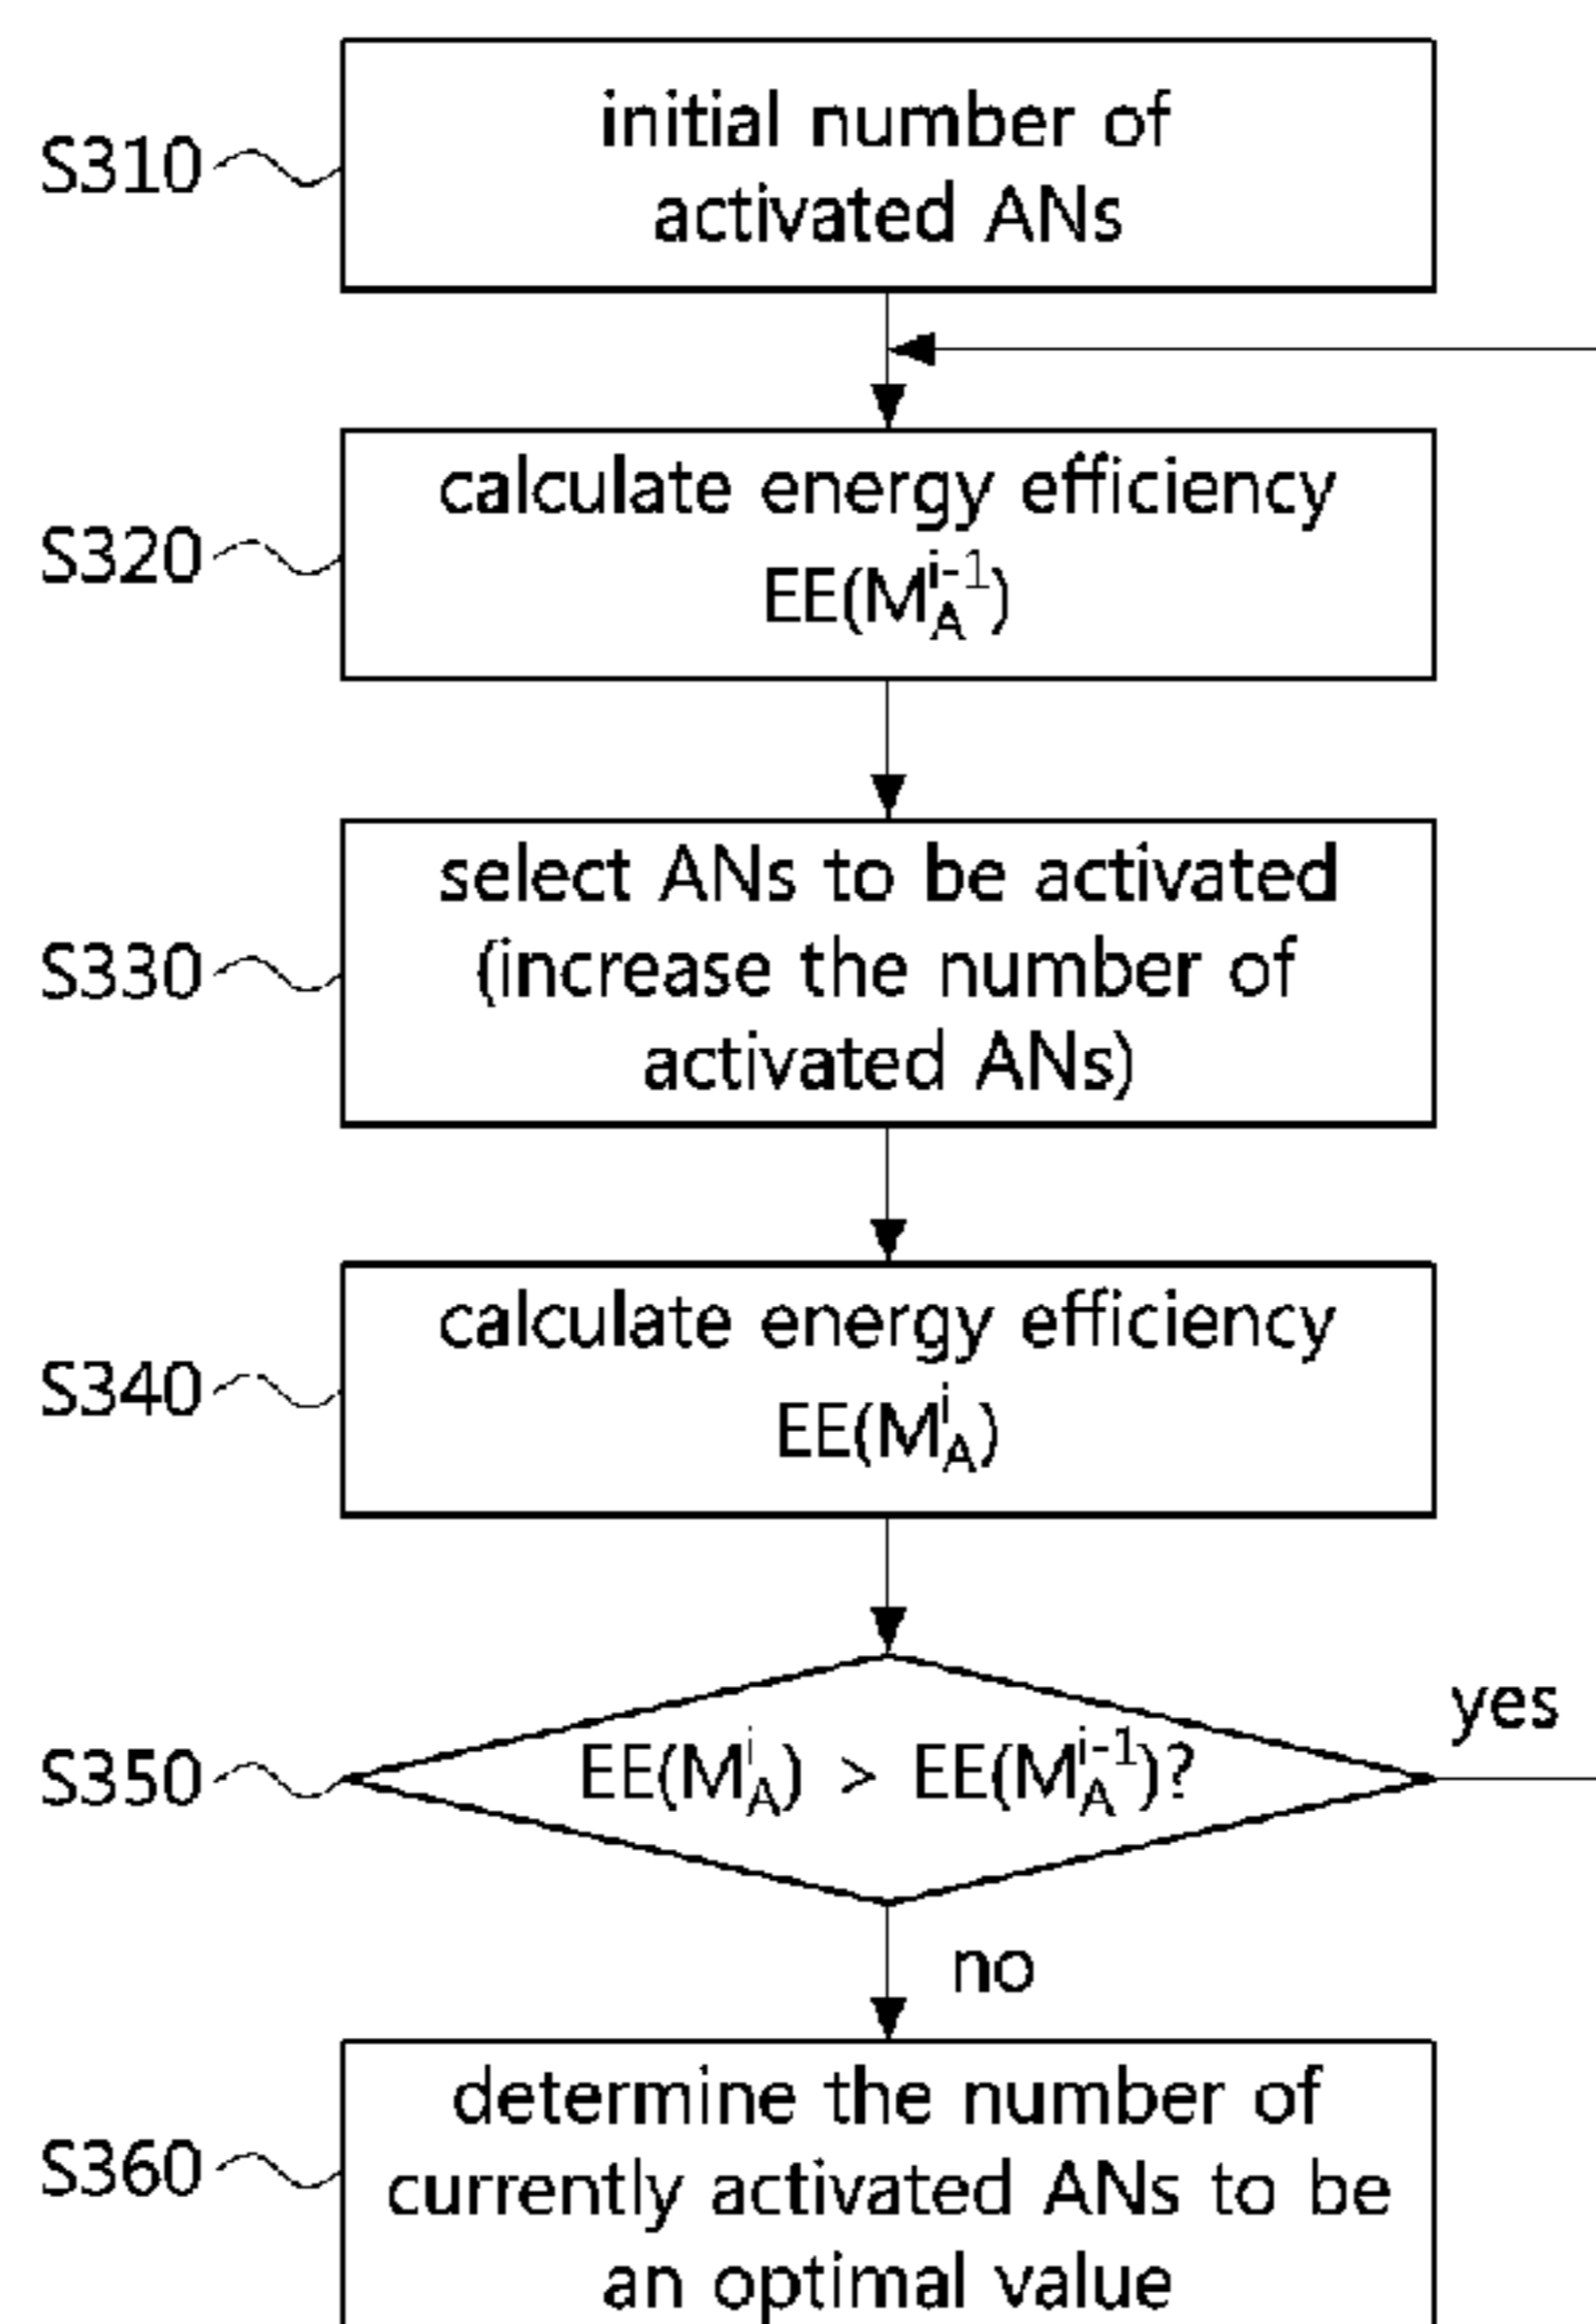 S310
initial number of
activated ANs
S320
calculate energy efficiency
EE(M_A^{i-1})
S330
select ANs to be activated
(increase the number of
activated ANs)
S340
calculate energy efficiency
EE(M_A^i)
S350
EE(M_A^i) > EE(M_A^{i-1})?
yes
no
S360
determine the number of
currently activated ANs to be
an optimal value